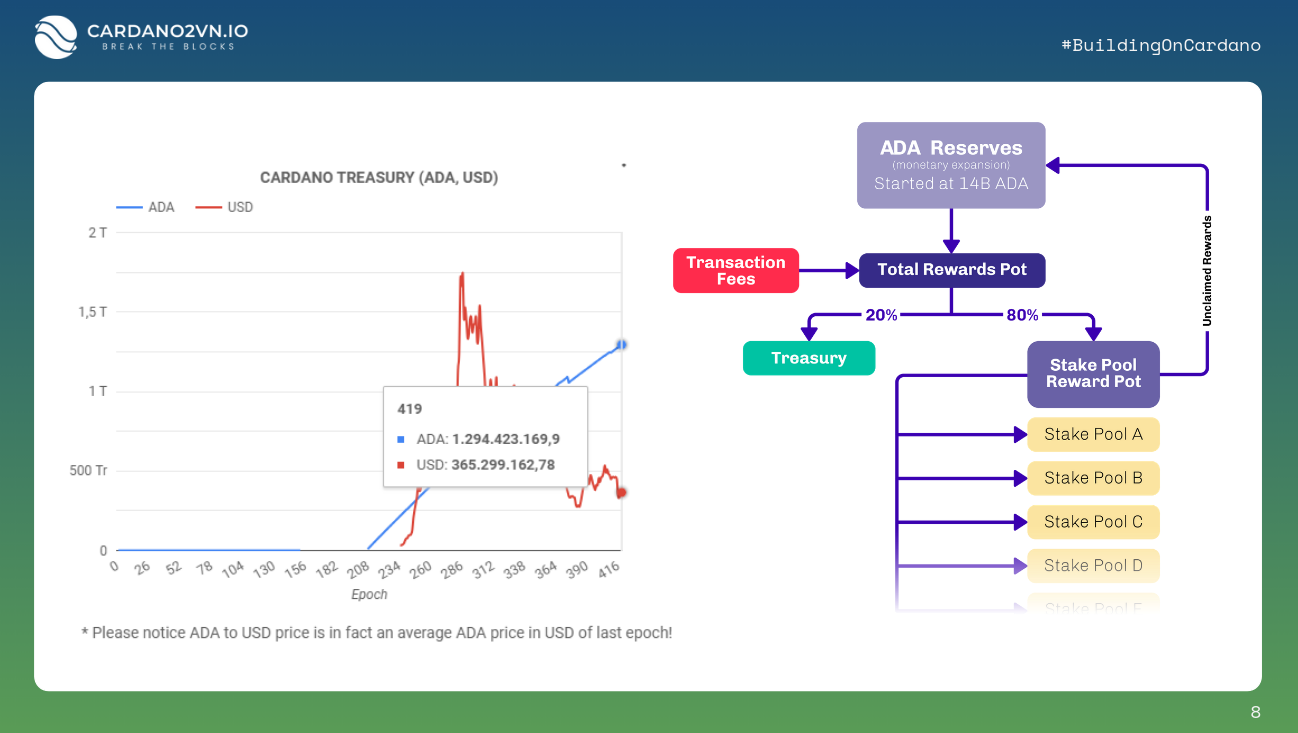 CARDANO2VN.IO
BREAK THE BLOCKS
#BuildingOnCardano
CARDANO TREASURY (ADA, USD)
*
ADA
USD
2 T
1,5 T
1 T
500 Tr
0
419
ADA: 1.294.423.169,9
USD: 365.299.162,78
0
26
52
78
104
130
156
182
208
234
260
286
312
338
364
390
416
Epoch
* Please notice ADA to USD price is in fact an average ADA price in USD of last epoch!
ADA Reserves
(monetary expansion)
Started at 14B ADA
Transaction
Fees
Total Rewards Pot
20%
80%
Unclaimed Rewards
Treasury
Stake Pool
Reward Pot
Stake Pool A
Stake Pool B
Stake Pool C
Stake Pool D
Stake Pool
8